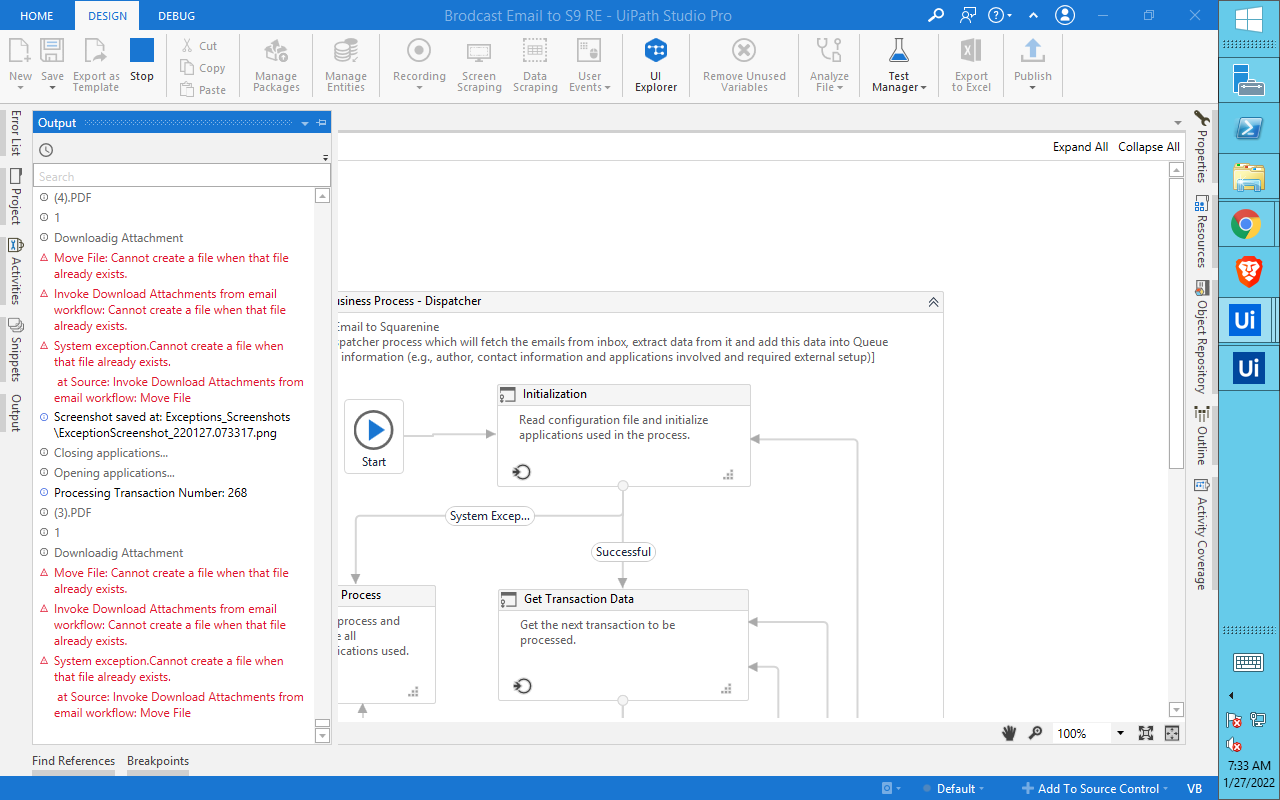 HOME
DESIGN
DEBUG
Brodcast Email to S9 RE - UiPath Studio Pro
New
Save
Export as
Template
Stop
Cut
Copy
Paste
Manage
Packages
Manage
Entities
Recording
Screen
Scraping
Data
Scraping
User
Events
UI
Explorer
Remove Unused
Variables
Analyze
File
Test
Manager
Export
to Excel
Publish
Error List
Project
Activities
Snippets
Output
Output
Search
(4).PDF
1
Downloadig Attachment
Move File: Cannot create a file when that file
already exists.
Invoke Download Attachments from email
workflow: Cannot create a file when that file
already exists.
System exception.Cannot create a file when
that file already exists.
at Source: Invoke Download Attachments from
email workflow: Move File
Screenshot saved at: Exceptions_Screenshots
\ExceptionScreenshot_220127.073317.png
Closing applications...
Opening applications...
Processing Transaction Number: 268
(3).PDF
1
Downloadig Attachment
Move File: Cannot create a file when that file
already exists.
Invoke Download Attachments from email
workflow: Cannot create a file when that file
already exists.
System exception.Cannot create a file when
that file already exists.
at Source: Invoke Download Attachments from
email workflow: Move File
Expand All
Collapse All
usiness Process - Dispatcher
Email to Squarenine
spatcher process which will fetch the emails from inbox, extract data from it and add this data into Queue
information (e.g., author, contact information and applications involved and required external setup)]
Start
Initialization
Read configuration file and initialize
applications used in the process.
System Excep...
Successful
Process
process and
e all
ications used.
Get Transaction Data
Get the next transaction to be
processed.
100%
Properties
Resources
Object Repository
Outline
Activity Coverage
Find References
Breakpoints
Default
Add To Source Control
VB
Ui
Ui
7:33 AM
1/27/2022